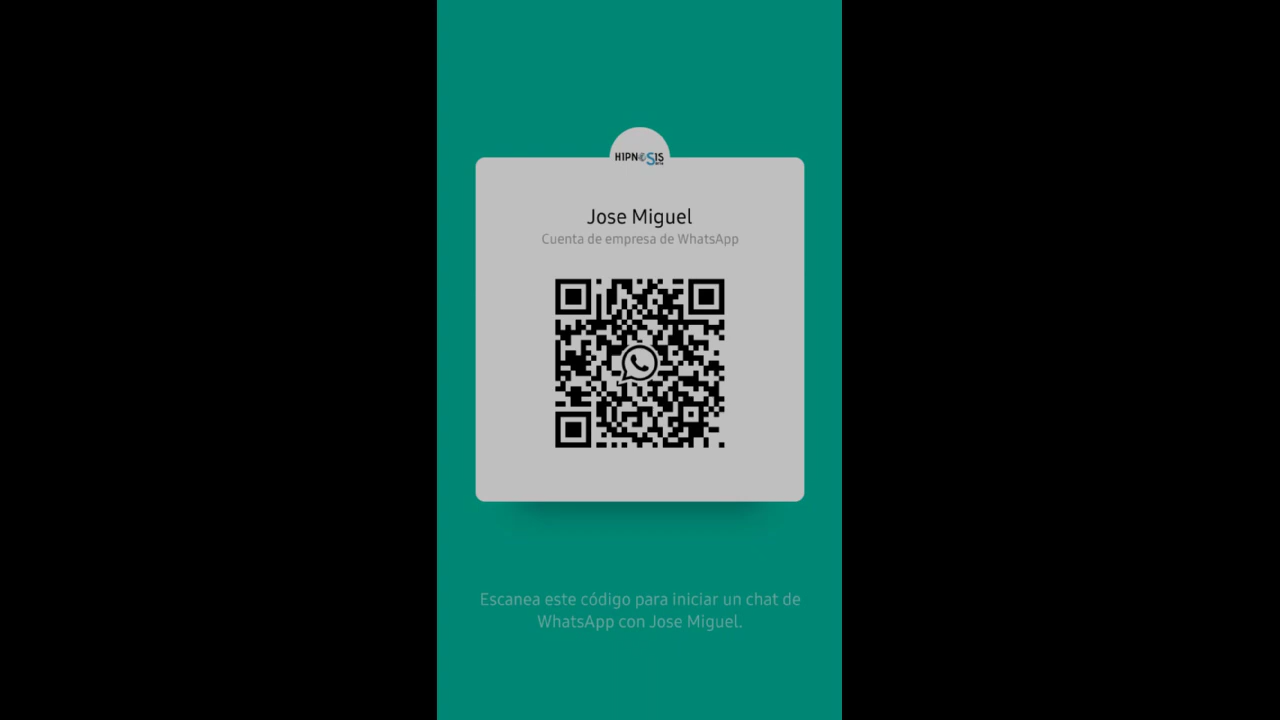 HIPNOSIS
Jose Miguel
Cuenta de empresa de WhatsApp
Escanea este código para iniciar un chat de
WhatsApp con Jose Miguel.